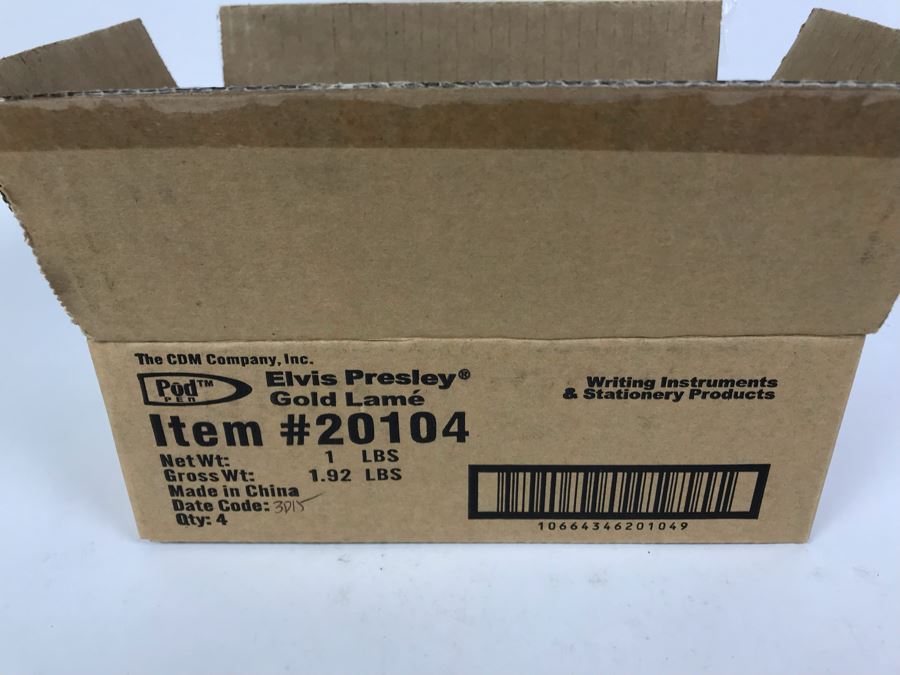 The CDM Company, Inc.
Pod™
PEN
Elvis Presley®
Gold Lamé
Writing Instruments
& Stationery Products
Item #20104
Net Wt: 1 LBS
Gross Wt: 1.92 LBS
Made in China
Date Code: 3D15
Qty: 4
10664346201049